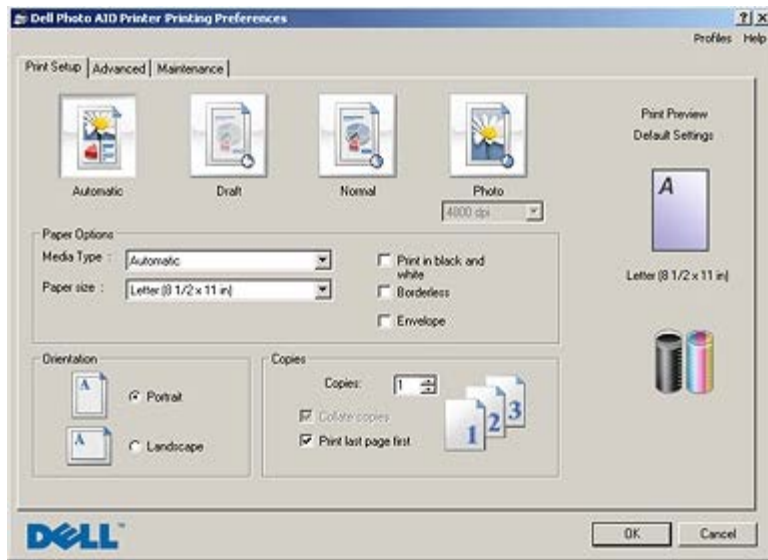 Dell Photo AIO Printer Printing Preferences
Profiles Help
Print Setup Advanced Maintenance
Automatic
Draft
Normal
Photo
4800 dpi
Print Preview
Default Settings
A
Letter (8 1/2 x 11 in)
Paper Options
Media Type :
Automatic
Paper size :
Letter (8 1/2 x 11 in)
Print in black and
white
Borderless
Envelope
Orientation
A
Portrait
A
Landscape
Copies
Copies:
1
Collate copies
Print last page first
1 2 3
DELL™
OK
Cancel